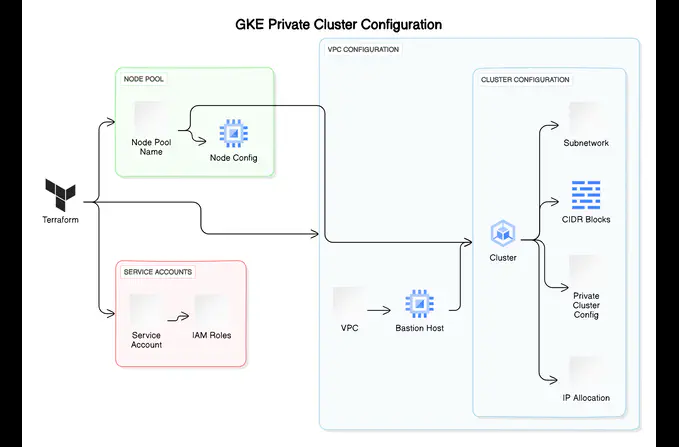 GKE Private Cluster Configuration
VPC CONFIGURATION
NODE POOL
CLUSTER CONFIGURATION
Node Pool
Name
Node Config
Subnetwork
Terraform
CIDR Blocks
Cluster
SERVICE ACCOUNTS
Service
Account
IAM Roles
VPC
Bastion Host
Private
Cluster
Config
IP Allocation